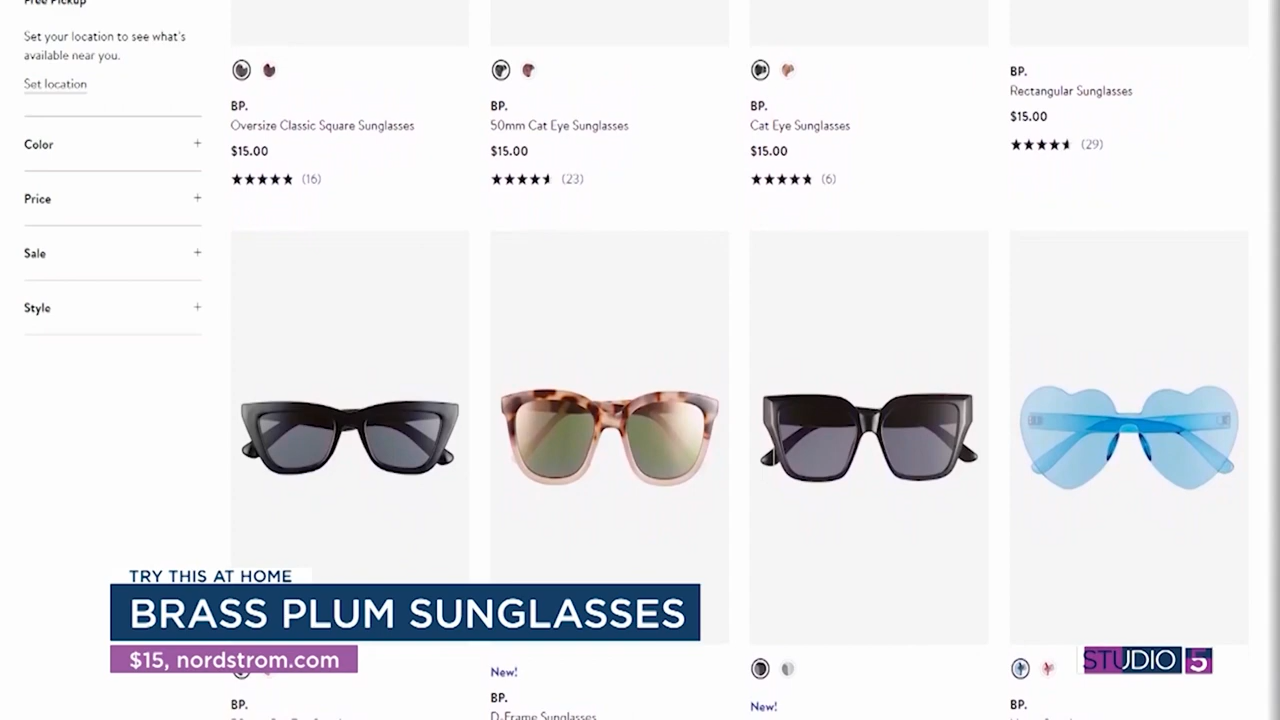 Free Pickup
Set your location to see what's
available near you.
Set location
Color +
Price +
Sale +
Style +
BP.
Oversize Classic Square Sunglasses
$15.00
(16)
BP.
50mm Cat Eye Sunglasses
$15.00
(23)
BP.
Cat Eye Sunglasses
$15.00
(6)
BP.
Rectangular Sunglasses
$15.00
(29)
TRY THIS AT HOME
BRASS PLUM SUNGLASSES
$15, nordstrom.com
STUDIO 5
BP.
New!
BP.
D-Frame Sunglasses
New!
BP.